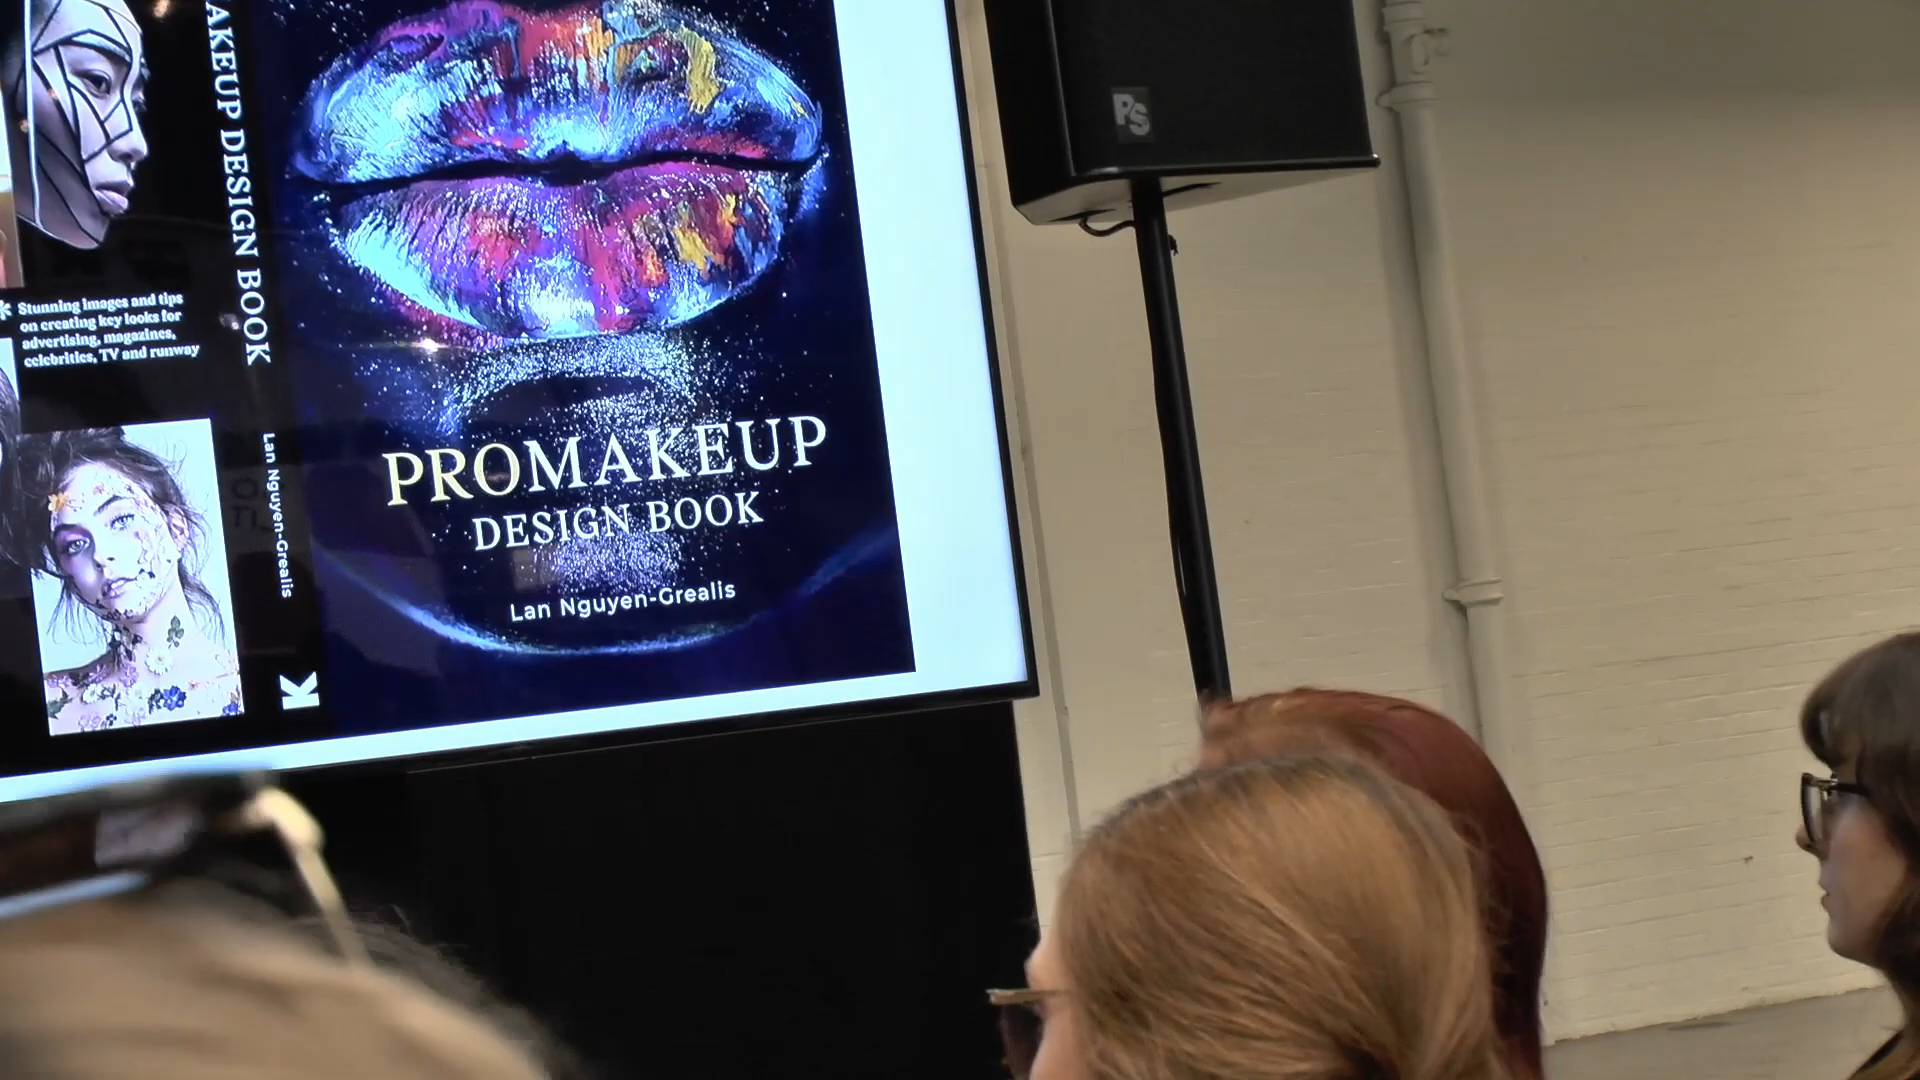 AKEUP DESIGN BOOK
* Stunning images and tips
on creating key looks for
advertising, magazines,
celebrities, TV and runway
Lan Nguyen-Grealis
K
PROMAKEUP
DESIGN BOOK
Lan Nguyen-Grealis
PS